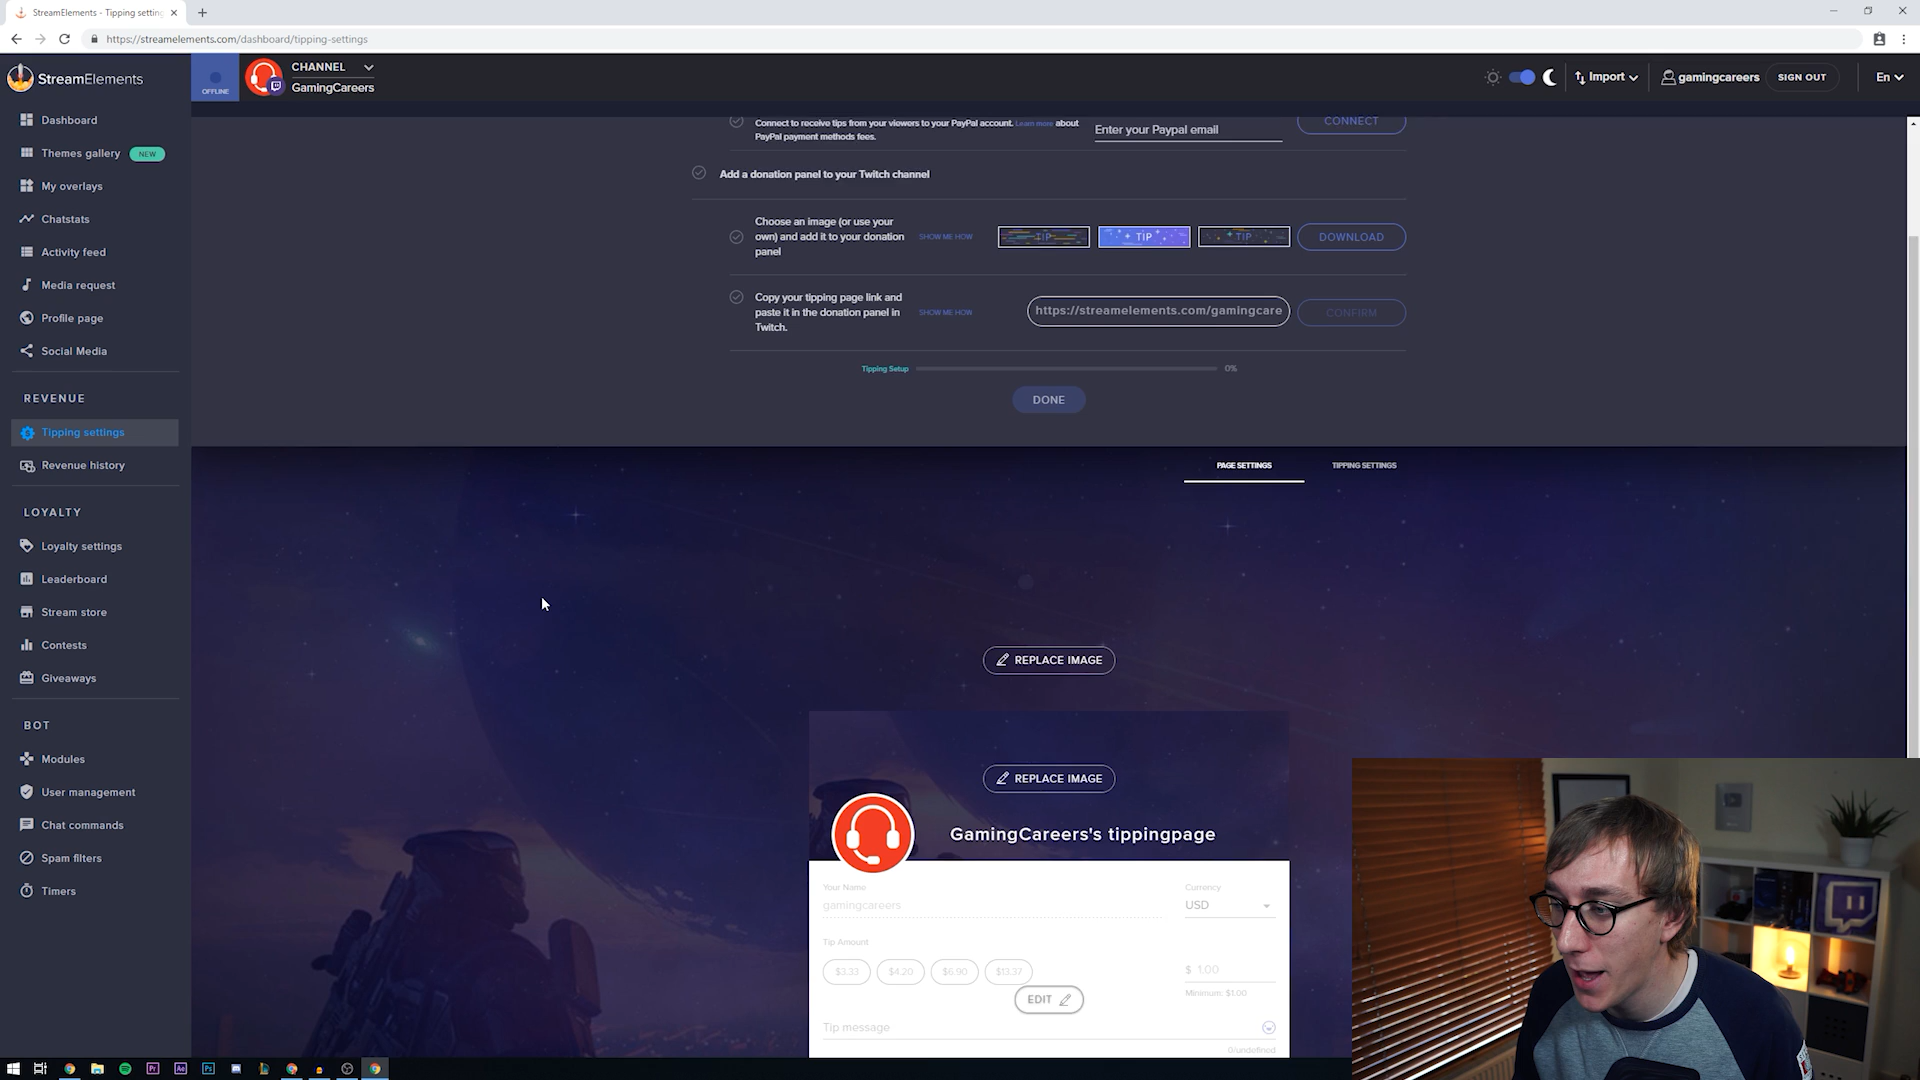 StreamElements - Tipping setting
https://streamelements.com/dashboard/tipping-settings
StreamElements
OFFLINE
CHANNEL
GamingCareers
Import
gamingcareers
SIGN OUT
En
Dashboard
Themes gallery NEW
My overlays
Chatstats
Activity feed
Media request
Profile page
Social Media
REVENUE
Tipping settings
Revenue history
LOYALTY
Loyalty settings
Leaderboard
Stream store
Contests
Giveaways
BOT
Modules
User management
Chat commands
Spam filters
Timers
Connect to receive tips from your viewers to your PayPal account. Learn more about
PayPal payment methods fees.
Enter your Paypal email
CONNECT
Add a donation panel to your Twitch channel
Choose an image (or use your
own) and add it to your donation
panel
SHOW ME HOW
TIP
TIP
TIP
DOWNLOAD
Copy your tipping page link and
paste it in the donation panel in
Twitch.
SHOW ME HOW
https://streamelements.com/gamingcare
CONFIRM
Tipping Setup
0%
DONE
PAGE SETTINGS
TIPPING SETTINGS
REPLACE IMAGE
REPLACE IMAGE
GamingCareers's tippingpage
Your Name
gamingcareers
Currency
USD
Tip Amount
$3.33
$4.20
$6.90
$13.37
$ 1.00
Minimum: $1.00
EDIT
Tip message
0/undefined
Pr
Ae
Ps